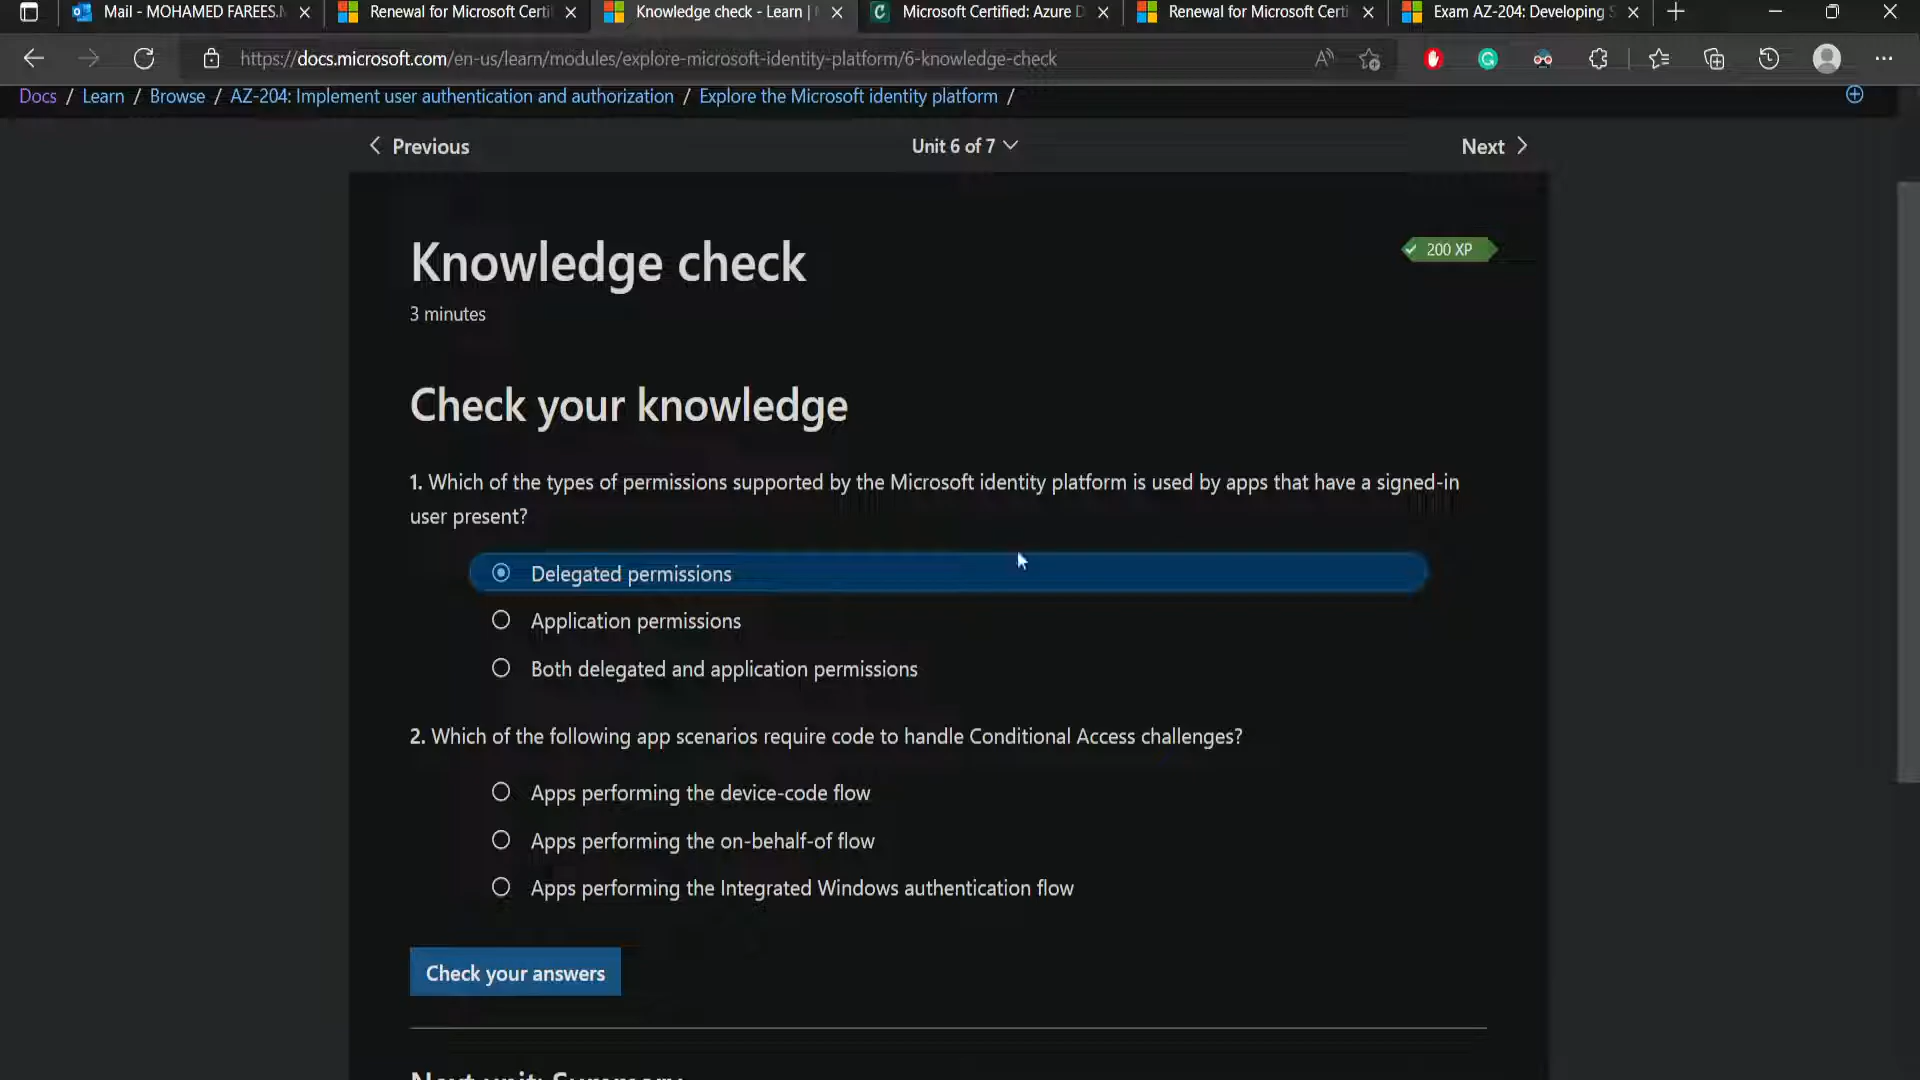 Mail - MOHAMED FAREES.
Renewal for Microsoft Certi
Knowledge check - Learn |
Microsoft Certified: Azure D
Renewal for Microsoft Certi
Exam AZ-204: Developing S
https://docs.microsoft.com/en-us/learn/modules/explore-microsoft-identity-platform/6-knowledge-check
Docs / Learn / Browse / AZ-204: Implement user authentication and authorization / Explore the Microsoft identity platform /
Previous
Unit 6 of 7
Next
Knowledge check
200 XP
3 minutes
Check your knowledge
1. Which of the types of permissions supported by the Microsoft identity platform is used by apps that have a signed-in
user present?
Delegated permissions
Application permissions
Both delegated and application permissions
2. Which of the following app scenarios require code to handle Conditional Access challenges?
Apps performing the device-code flow
Apps performing the on-behalf-of flow
Apps performing the Integrated Windows authentication flow
Check your answers
Next unit: Summary